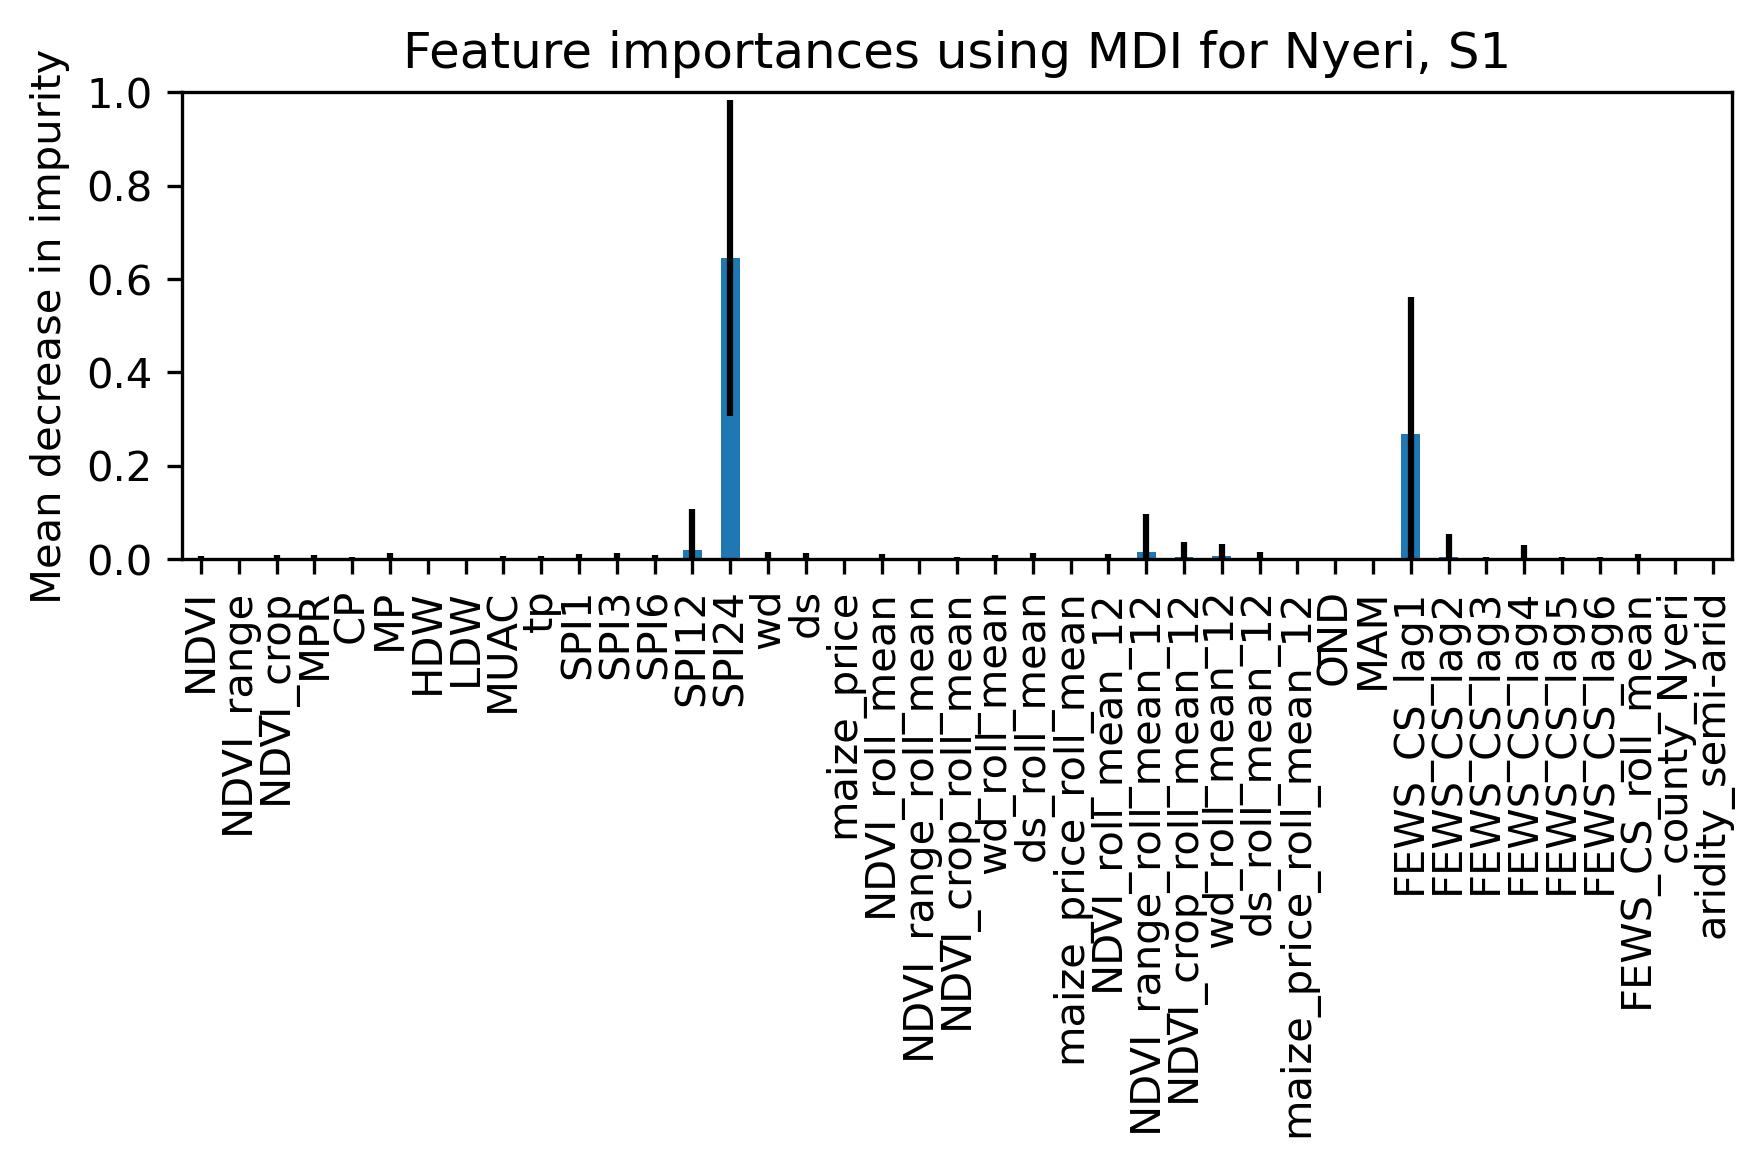 Feature importances using MDI for Nyeri, S1
Mean decrease in impurity
1.0
0.8
0.6
0.4
0.2
0.0
NDVI
NDVI_range
NDVI_crop
MPR
CP
MP
HDW
LDW
MUAC
tp
SPI1
SPI3
SPI6
SPI12
SPI24
wd
ds
maize_price
NDVI_roll_mean
NDVI_range_roll_mean
NDVI_crop_roll_mean
wd_roll_mean
ds_roll_mean
maize_price_roll_mean
NDVI_roll_mean_12
NDVI_range_roll_mean_12
NDVI_crop_roll_mean_12
wd_roll_mean_12
ds_roll_mean_12
maize_price_roll_mean_12
OND
MAM
FEWS_CS_lag1
FEWS_CS_lag2
FEWS_CS_lag3
FEWS_CS_lag4
FEWS_CS_lag5
FEWS_CS_lag6
FEWS_CS_roll_mean
county_Nyeri
aridity_semi-arid